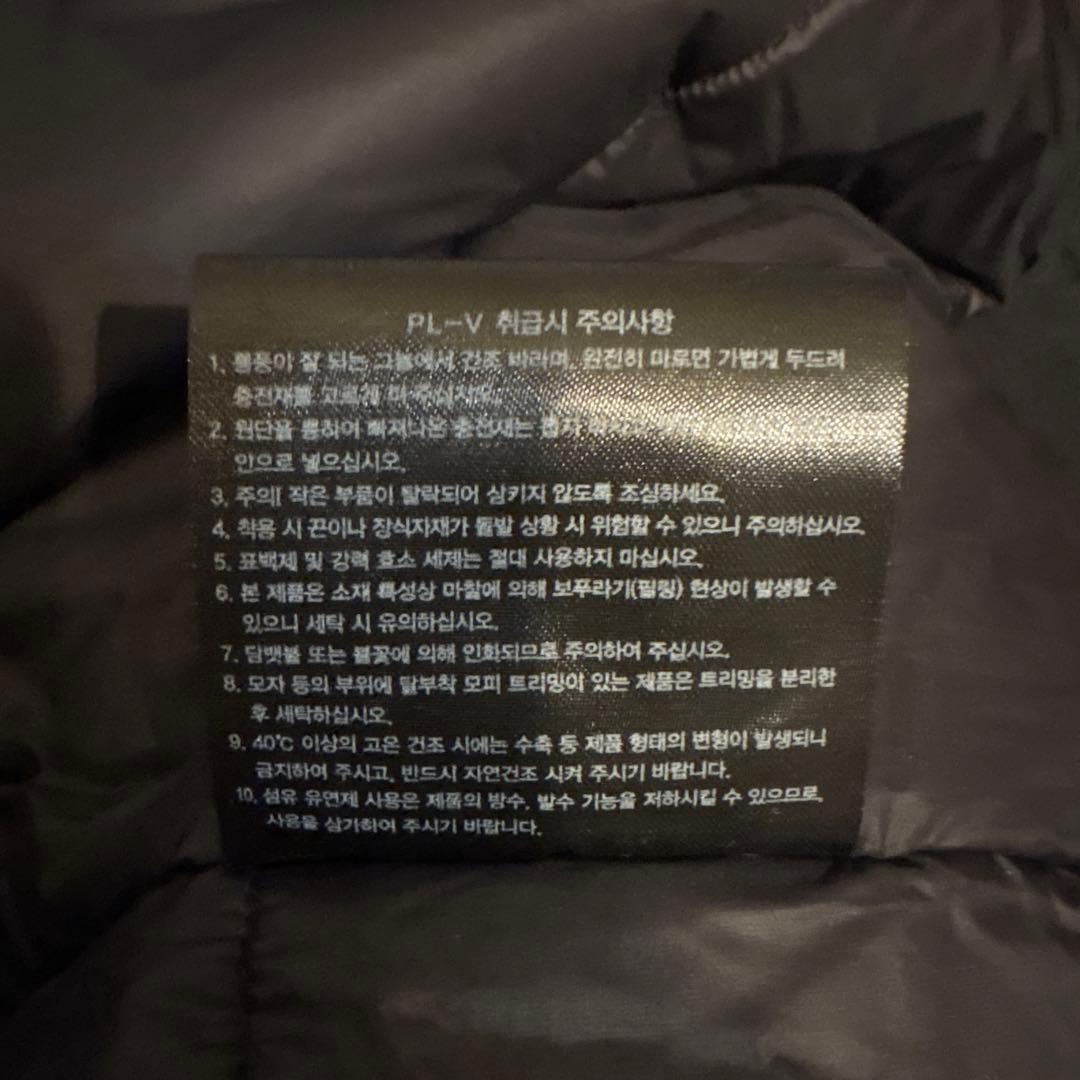 PL-V 취급시 주의사항
1. 통풍이 잘 되는 그늘에서 건조 바라며, 완전히 마르면 가볍게 두드려
충전재를 고르게 펴 주십시오.
2. 원단을 통하여 빠져나온 충전재는
안으로 넣으십시오.
3. 주의! 작은 부품이 탈락되어 삼키지 않도록 조심하세요.
4. 착용 시 끈이나 장식자재가 돌발 상황 시 위험할 수 있으니 주의하십시오.
5. 표백제 및 강력 효소 세제는 절대 사용하지 마십시오.
6. 본 제품은 소재 특성상 마찰에 의해 보푸라기(필링) 현상이 발생할 수
있으니 세탁 시 유의하십시오.
7. 담뱃불 또는 불꽃에 의해 인화되므로 주의하여 주십시오.
8. 모자 등의 부위에 탈부착 모피 트리밍이 있는 제품은 트리밍을 분리한
후 세탁하십시오.
9. 40℃ 이상의 고온 건조 시에는 수축 등 제품 형태의 변형이 발생되니
금지하여 주시고, 반드시 자연건조 시켜 주시기 바랍니다.
10. 섬유 유연제 사용은 제품의 방수, 발수 기능을 저하시킬 수 있으므로,
사용을 삼가하여 주시기 바랍니다.